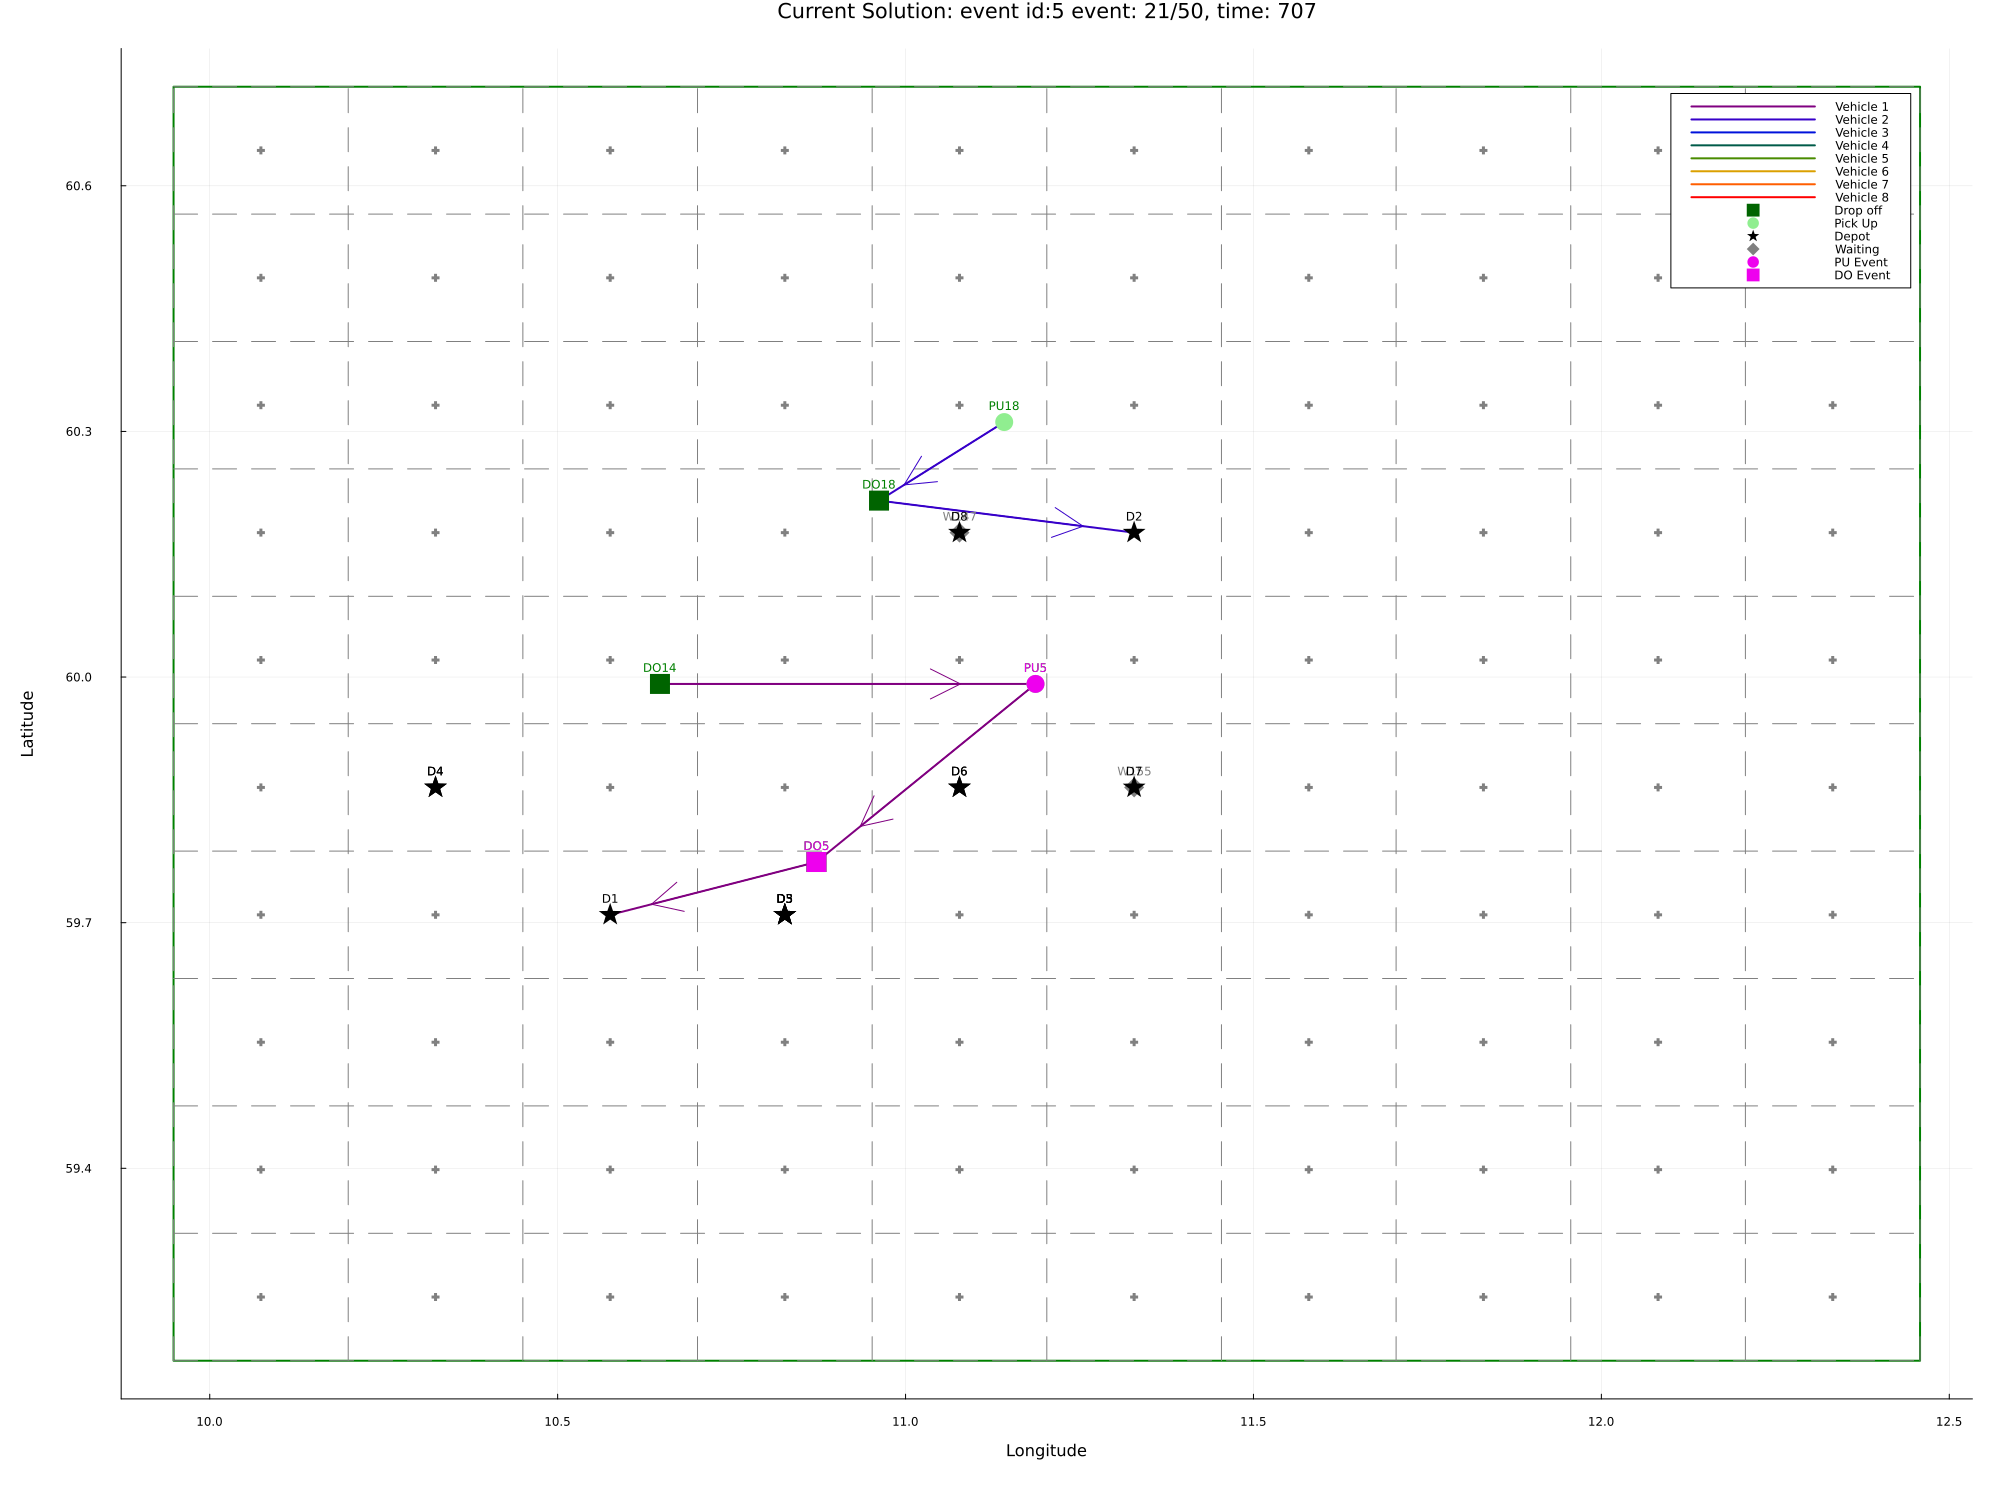 Current Solution: event id:5 event: 21/50, time: 707
Vehicle 1
Vehicle 2
Vehicle 3
Vehicle 4
Vehicle 5
Vehicle 6
Vehicle 7
Vehicle 8
Drop off
Pick Up
Depot
Waiting
PU Event
DO Event
60.6
60.3
60.0
59.7
59.4
Latitude
PU18
DO18
D8
D2
DO14
PU5
D4
D6
D7
DO5
D1
10.0
10.5
11.0
11.5
12.0
12.5
Longitude